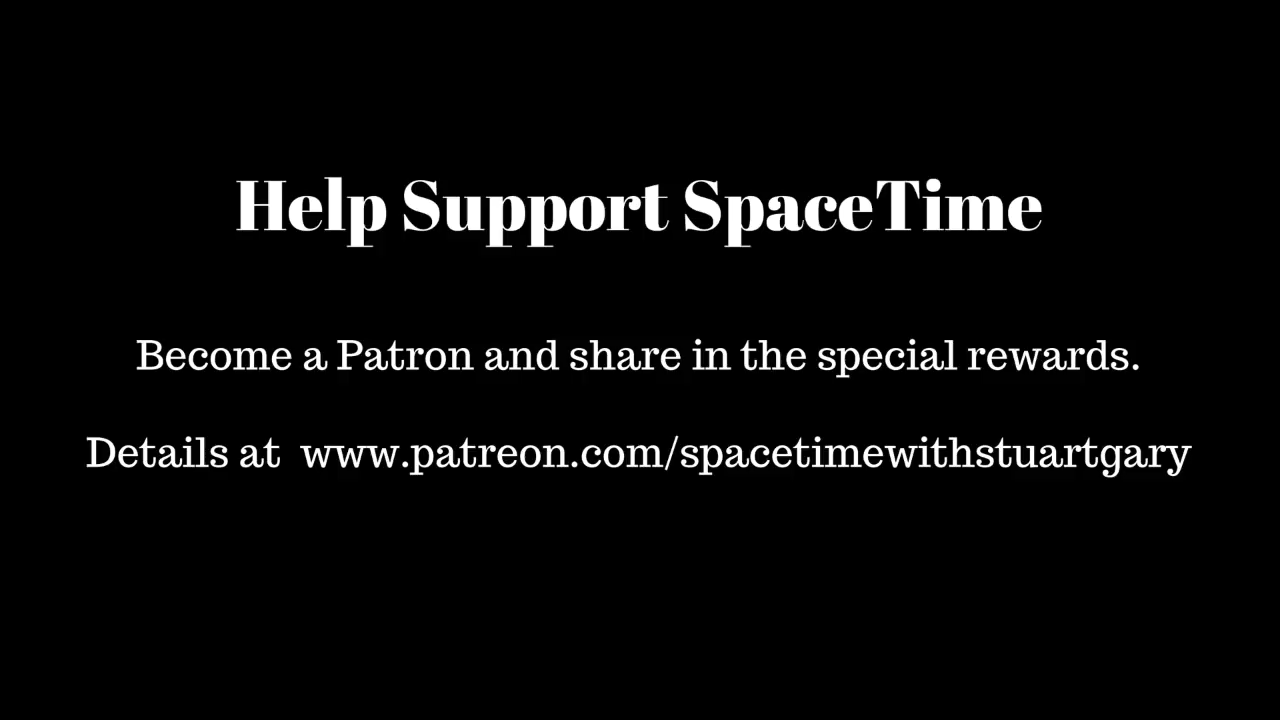 Help Support SpaceTime
Become a Patron and share in the special rewards.
Details at  www.patreon.com/spacetimewithstuartgary